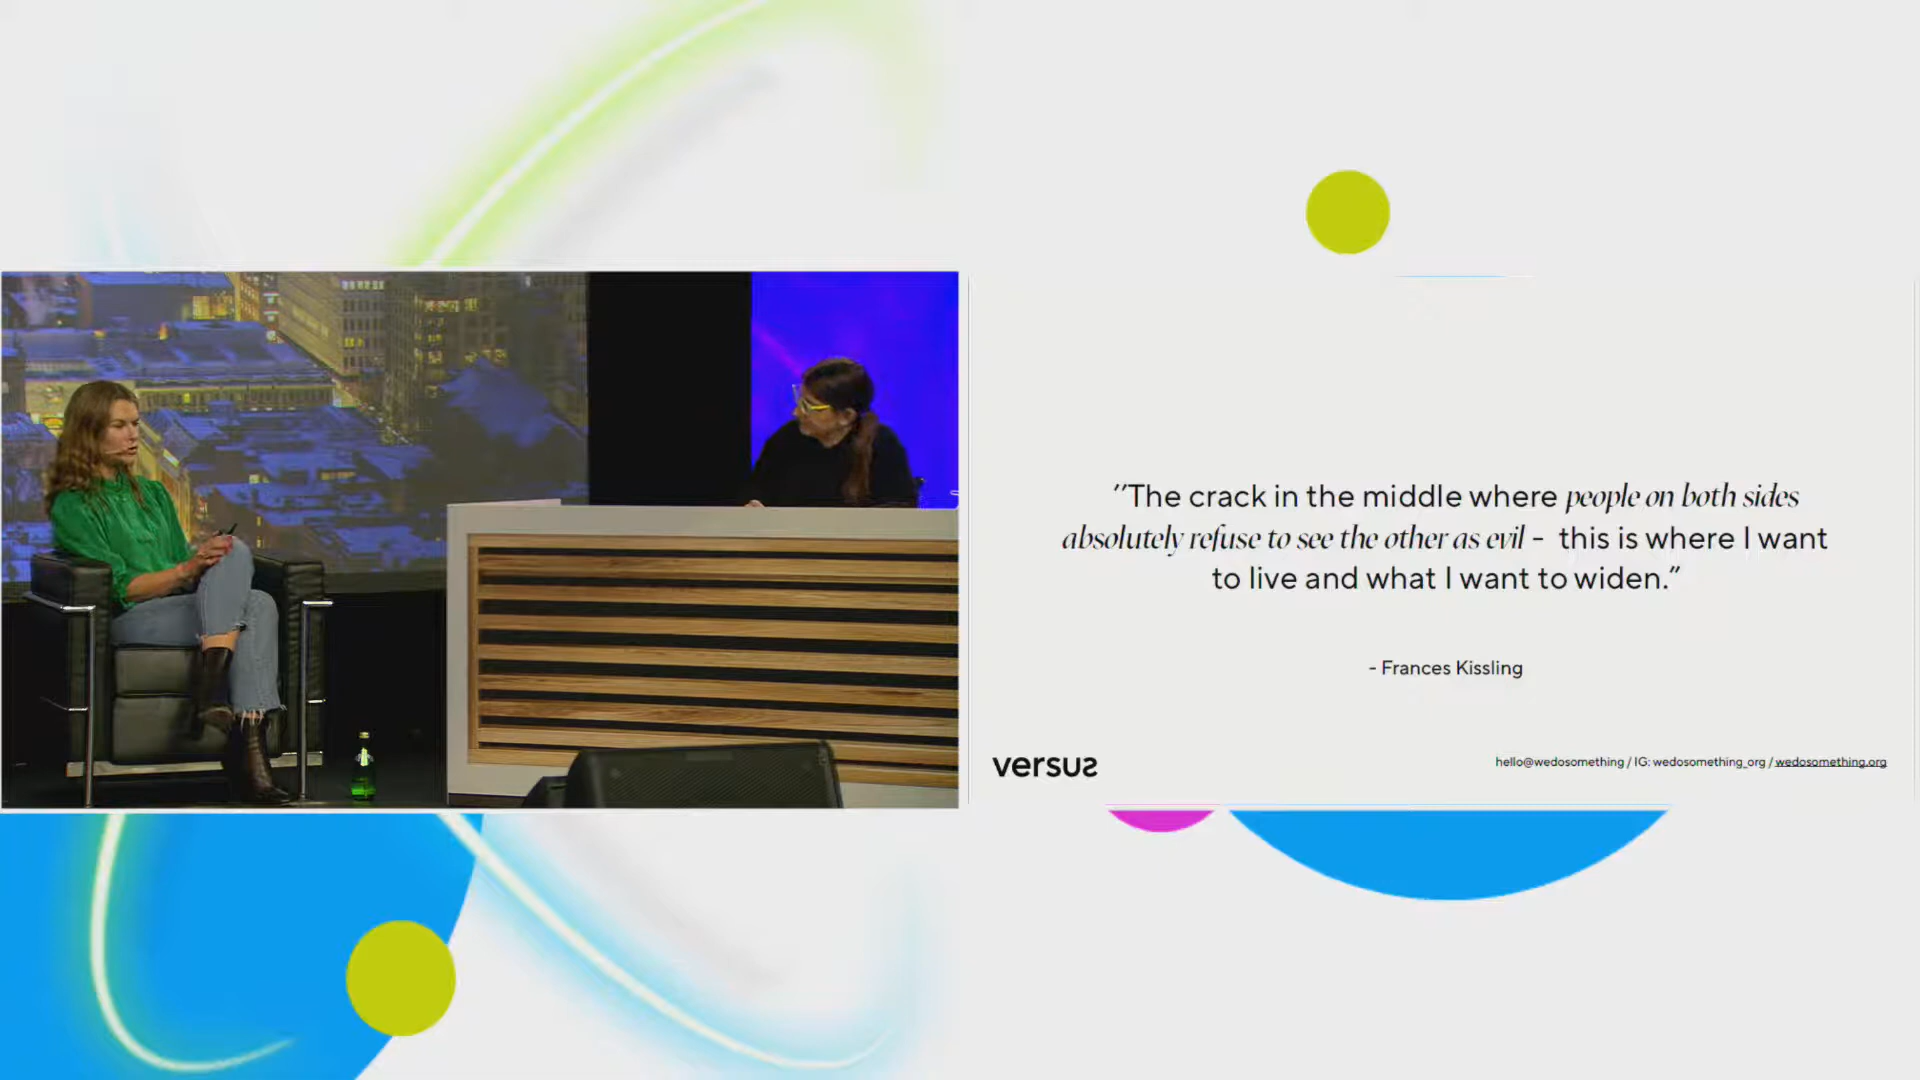 ’’The crack in the middle where people on both sides
absolutely refuse to see the other as evil - this is where I want
to live and what I want to widen.”
- Frances Kissling
versus
hello@wedosomething / IG: wedosomething_org / wedosomething.org